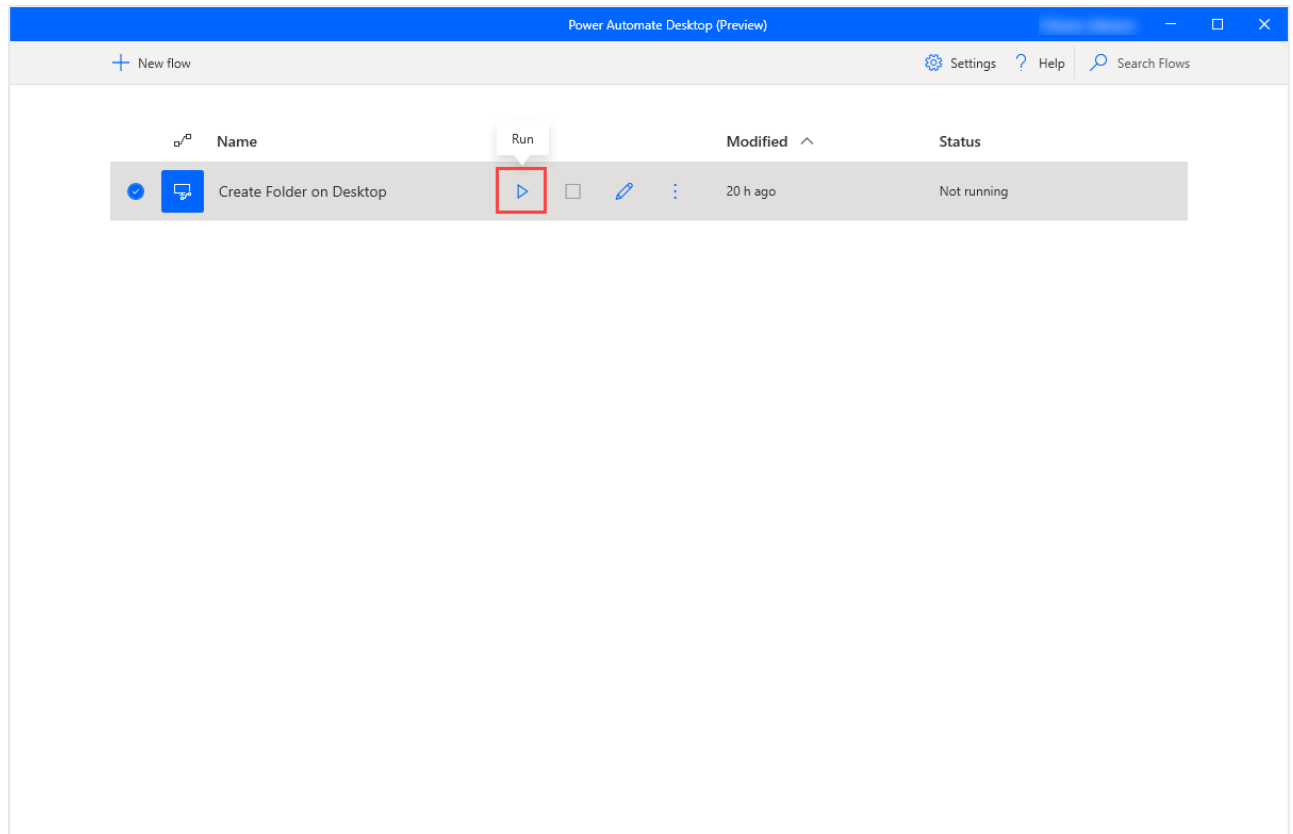 Power Automate Desktop (Preview)
New flow
Settings
Help
Search Flows
Name
Run
Modified
Status
Create Folder on Desktop
20 h ago
Not running